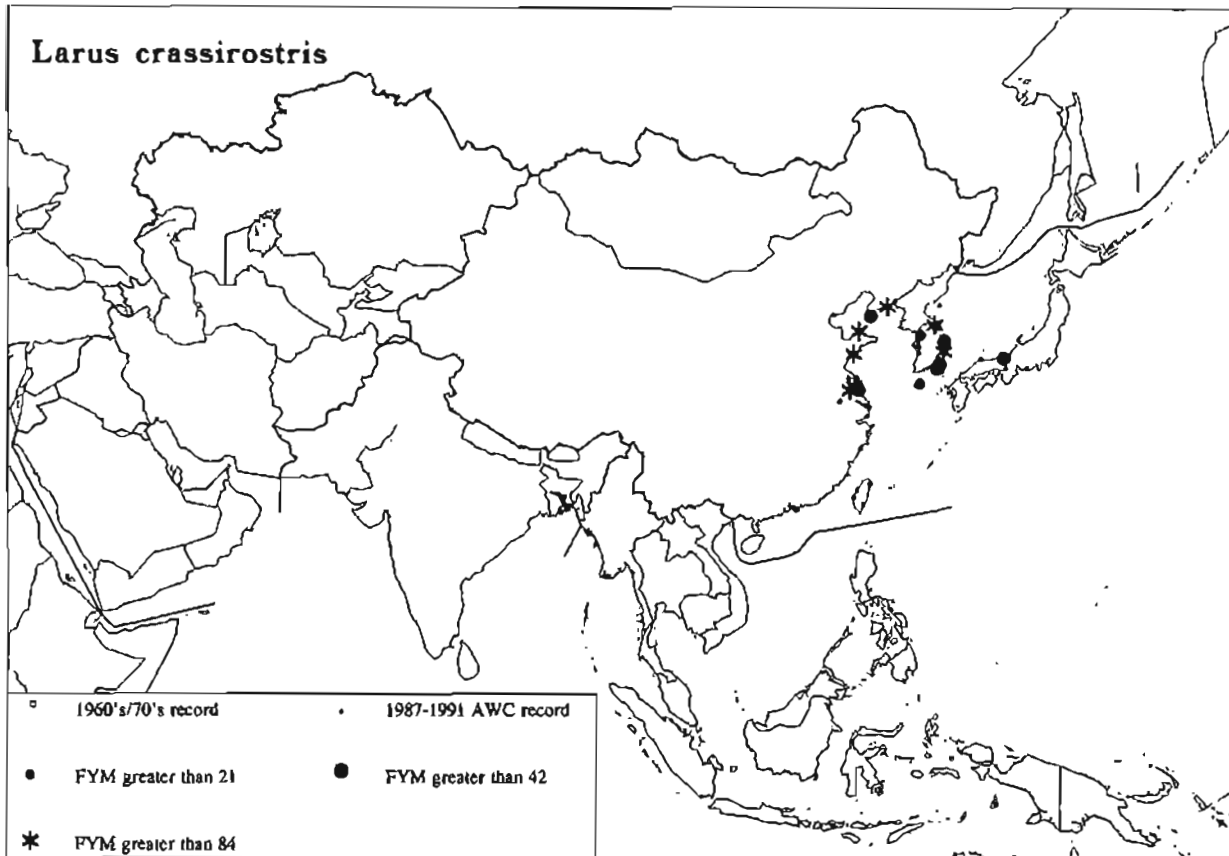 Larus crassirostris
▫ 1960's/70's record
· 1987-1991 AWC record
• FYM greater than 21
● FYM greater than 42
✶ FYM greater than 84